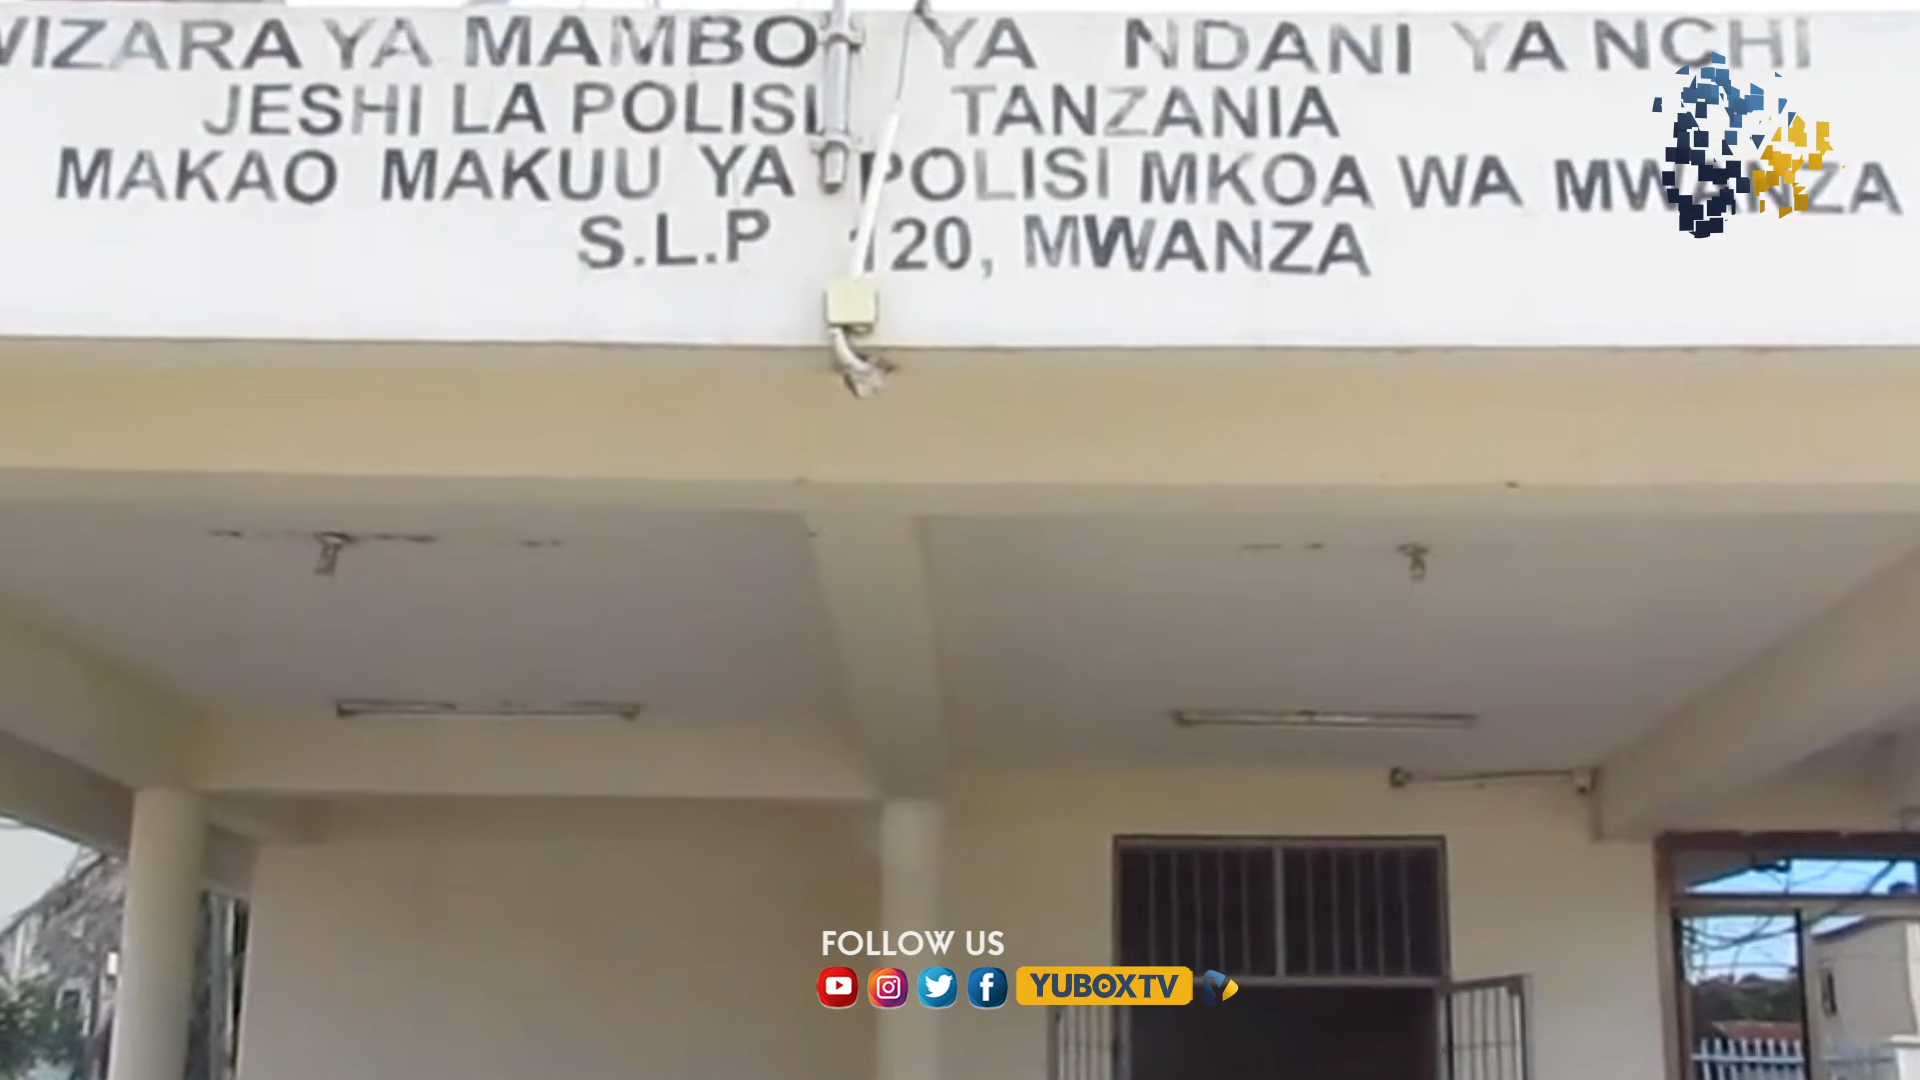 WIZARA YA MAMBO YA NDANI YA NCHI
JESHI LA POLISI TANZANIA
MAKAO MAKUU YA POLISI MKOA WA MWANZA
S.L.P 120, MWANZA
FOLLOW US
YUBOXTV